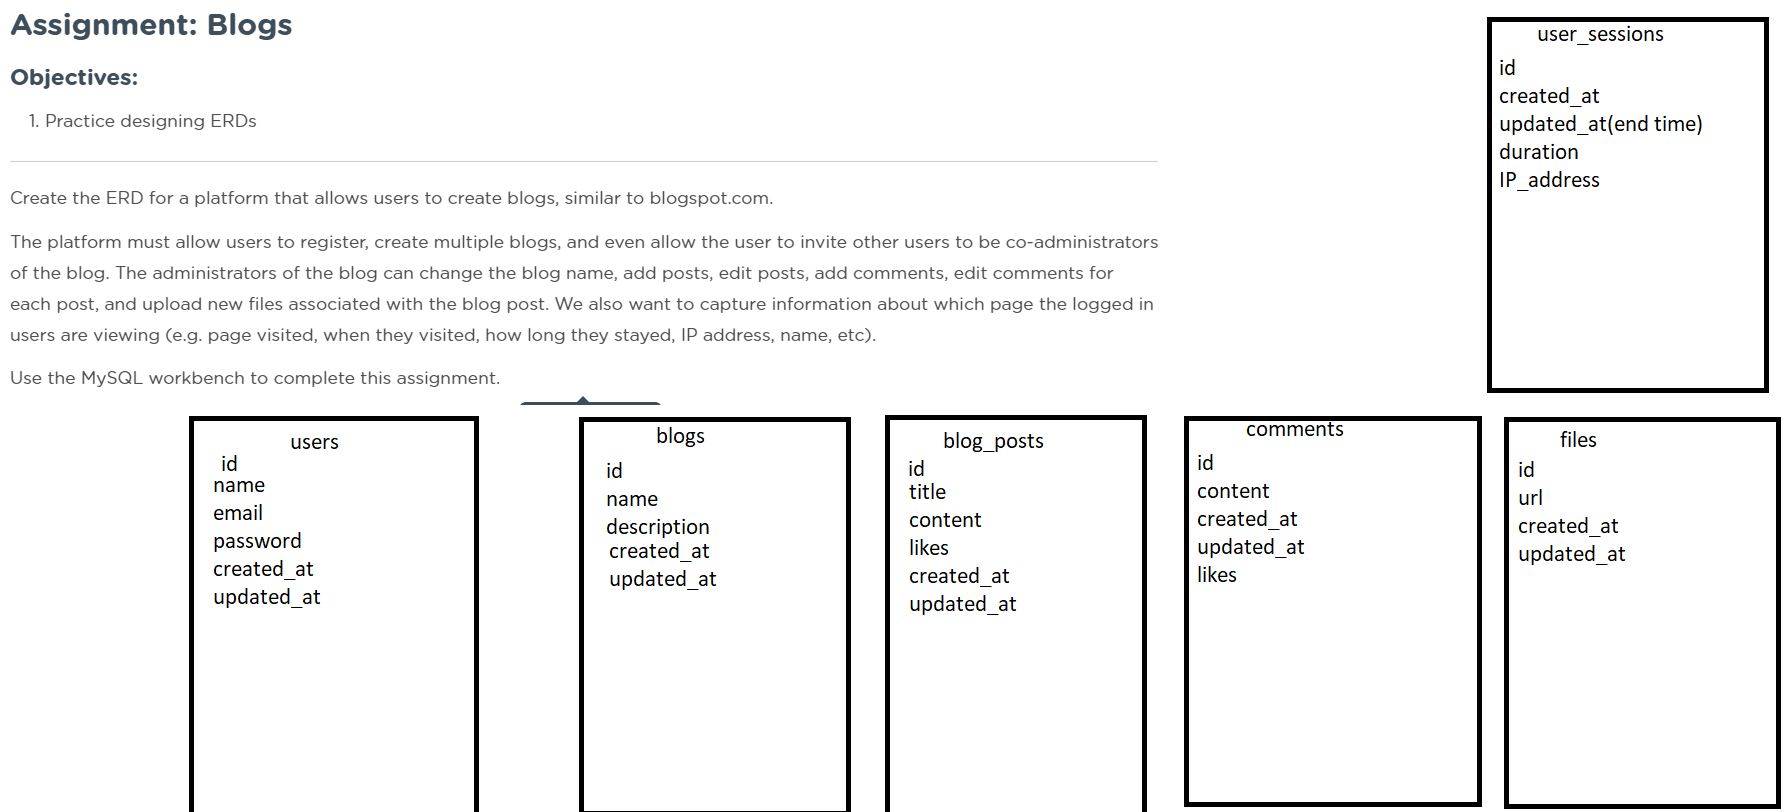 Assignment: Blogs
Objectives:
1. Practice designing ERDs
Create the ERD for a platform that allows users to create blogs, similar to blogspot.com.
The platform must allow users to register, create multiple blogs, and even allow the user to invite other users to be co-administrators
of the blog. The administrators of the blog can change the blog name, add posts, edit posts, add comments, edit comments for
each post, and upload new files associated with the blog post. We also want to capture information about which page the logged in
users are viewing (e.g. page visited, when they visited, how long they stayed, IP address, name, etc).
Use the MySQL workbench to complete this assignment.
user_sessions
id
created_at
updated_at(end time)
duration
IP_address
users
id
name
email
password
created_at
updated_at
blogs
id
name
description
created_at
updated_at
blog_posts
id
title
content
likes
created_at
updated_at
comments
id
content
created_at
updated_at
likes
files
id
url
created_at
updated_at